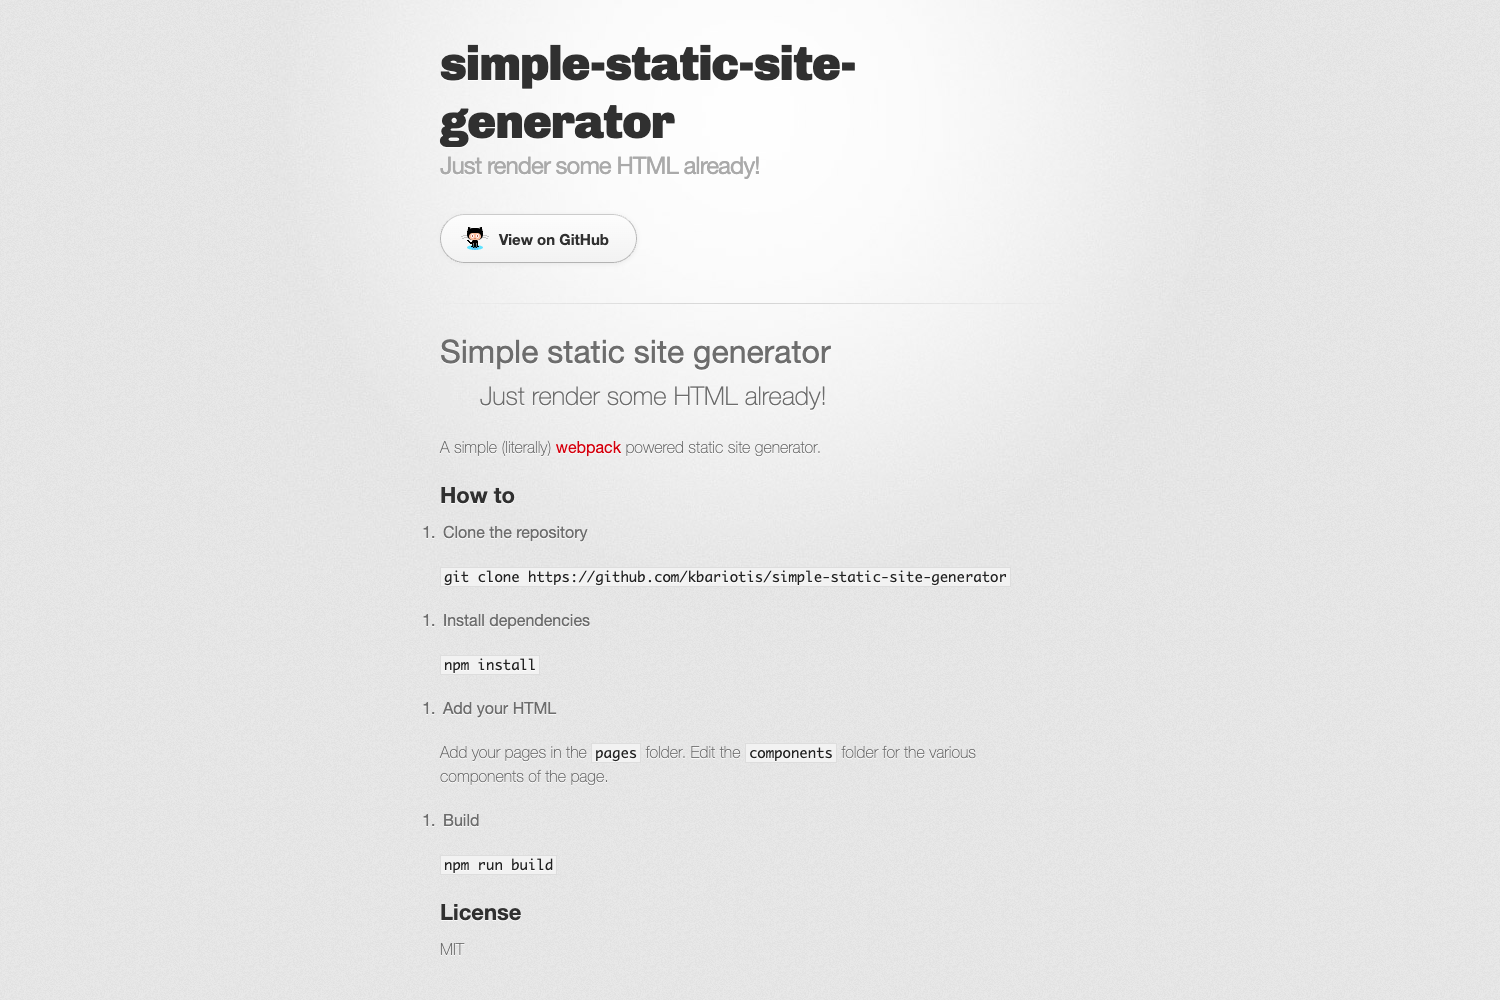 simple-static-site-
generator
Just render some HTML already!
View on GitHub
Simple static site generator
Just render some HTML already!
A simple (literally) webpack powered static site generator.
How to
1. Clone the repository
git clone https://github.com/kbariotis/simple-static-site-generator
1. Install dependencies
npm install
1. Add your HTML
Add your pages in the pages folder. Edit the components folder for the various
components of the page.
1. Build
npm run build
License
MIT